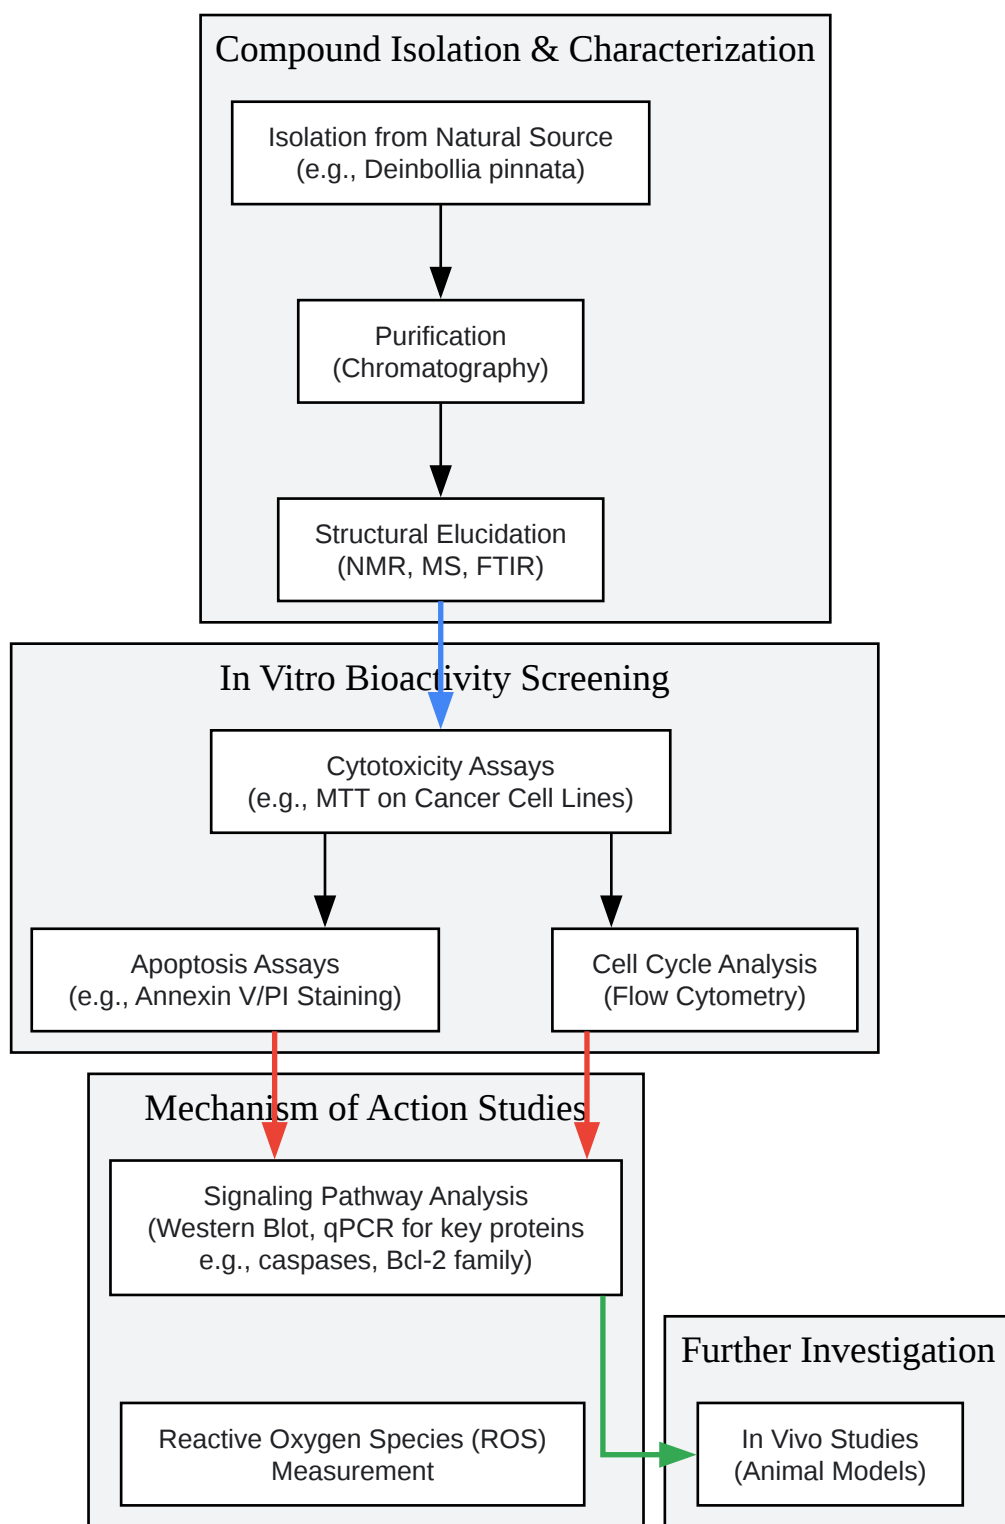 Compound Isolation & Characterization
Isolation from Natural Source
(e.g., Deinbollia pinnata)
Purification
(Chromatography)
Structural Elucidation
(NMR, MS, FTIR)
In Vitro Bioactivity Screening
Cytotoxicity Assays
(e.g., MTT on Cancer Cell Lines)
Apoptosis Assays
(e.g., Annexin V/PI Staining)
Cell Cycle Analysis
(Flow Cytometry)
Mechanism of Action Studies
Signaling Pathway Analysis
(Western Blot, qPCR for key proteins
e.g., caspases, Bcl-2 family)
Further Investigation
Reactive Oxygen Species (ROS)
Measurement
In Vivo Studies
(Animal Models)